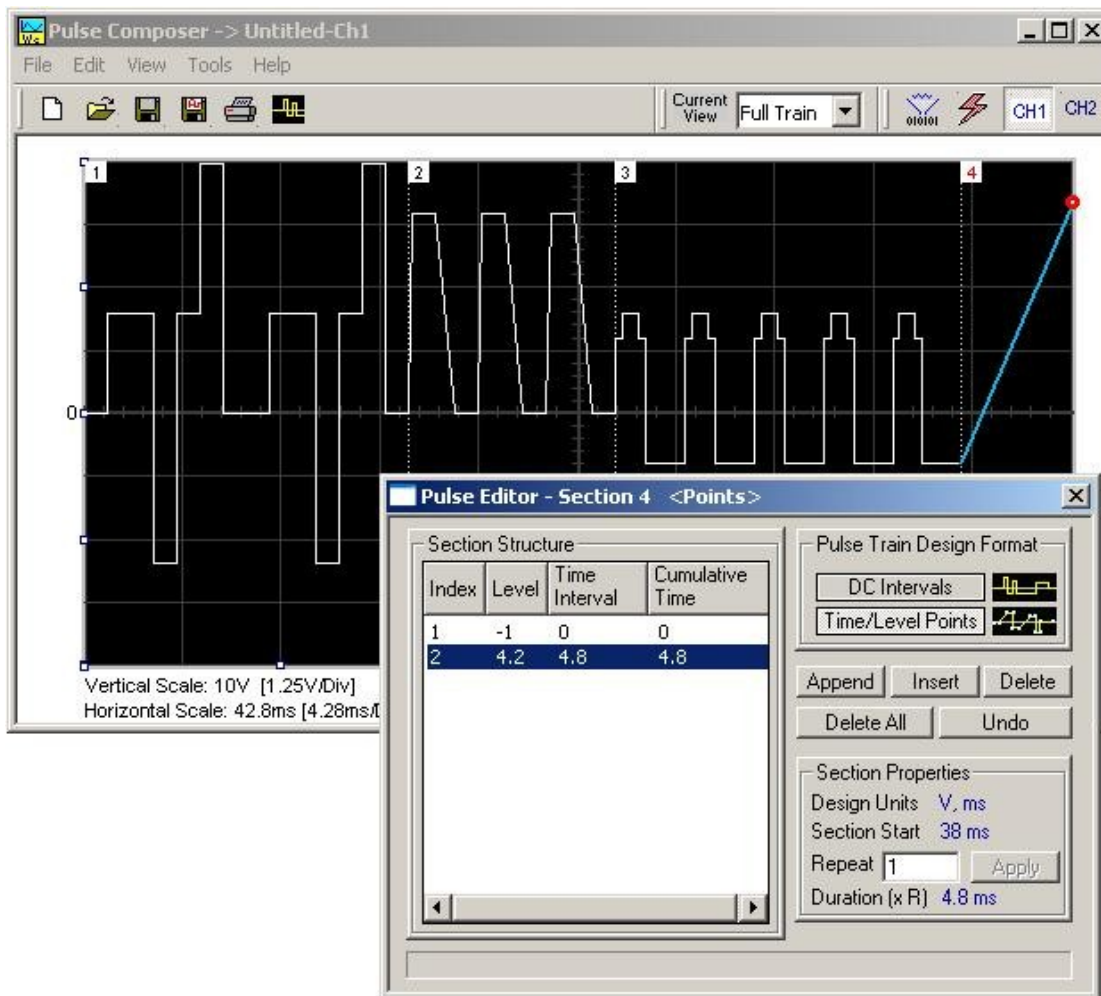 Pulse Composer -> Untitled-Ch1
File Edit View Tools Help
Current View Full Train 010101 CH1 CH2
1 2 3 4
0
Vertical Scale: 10V [1.25V/Div]
Horizontal Scale: 42.8ms [4.28ms/
Pulse Editor - Section 4 <Points>
Section Structure
Index Level Time Interval Cumulative Time
1 -1 0 0
2 4.2 4.8 4.8
Pulse Train Design Format
DC Intervals
Time/Level Points
Append Insert Delete
Delete All Undo
Section Properties
Design Units V, ms
Section Start 38 ms
Repeat 1 Apply
Duration (x R) 4.8 ms